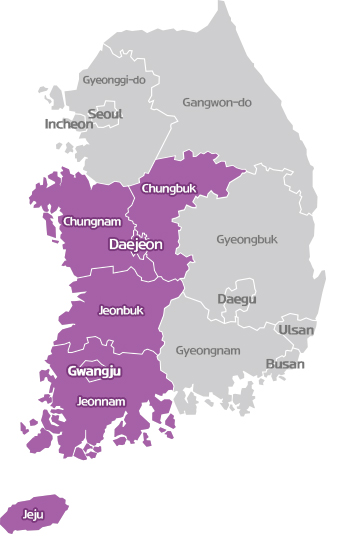 Gyeonggi-do
Gangwon-do
Seoul
Incheon
Chungbuk
Chungnam
Daejeon
Gyeongbuk
Daegu
Jeonbuk
Ulsan
Gyeongnam
Busan
Gwangju
Jeonnam
Jeju